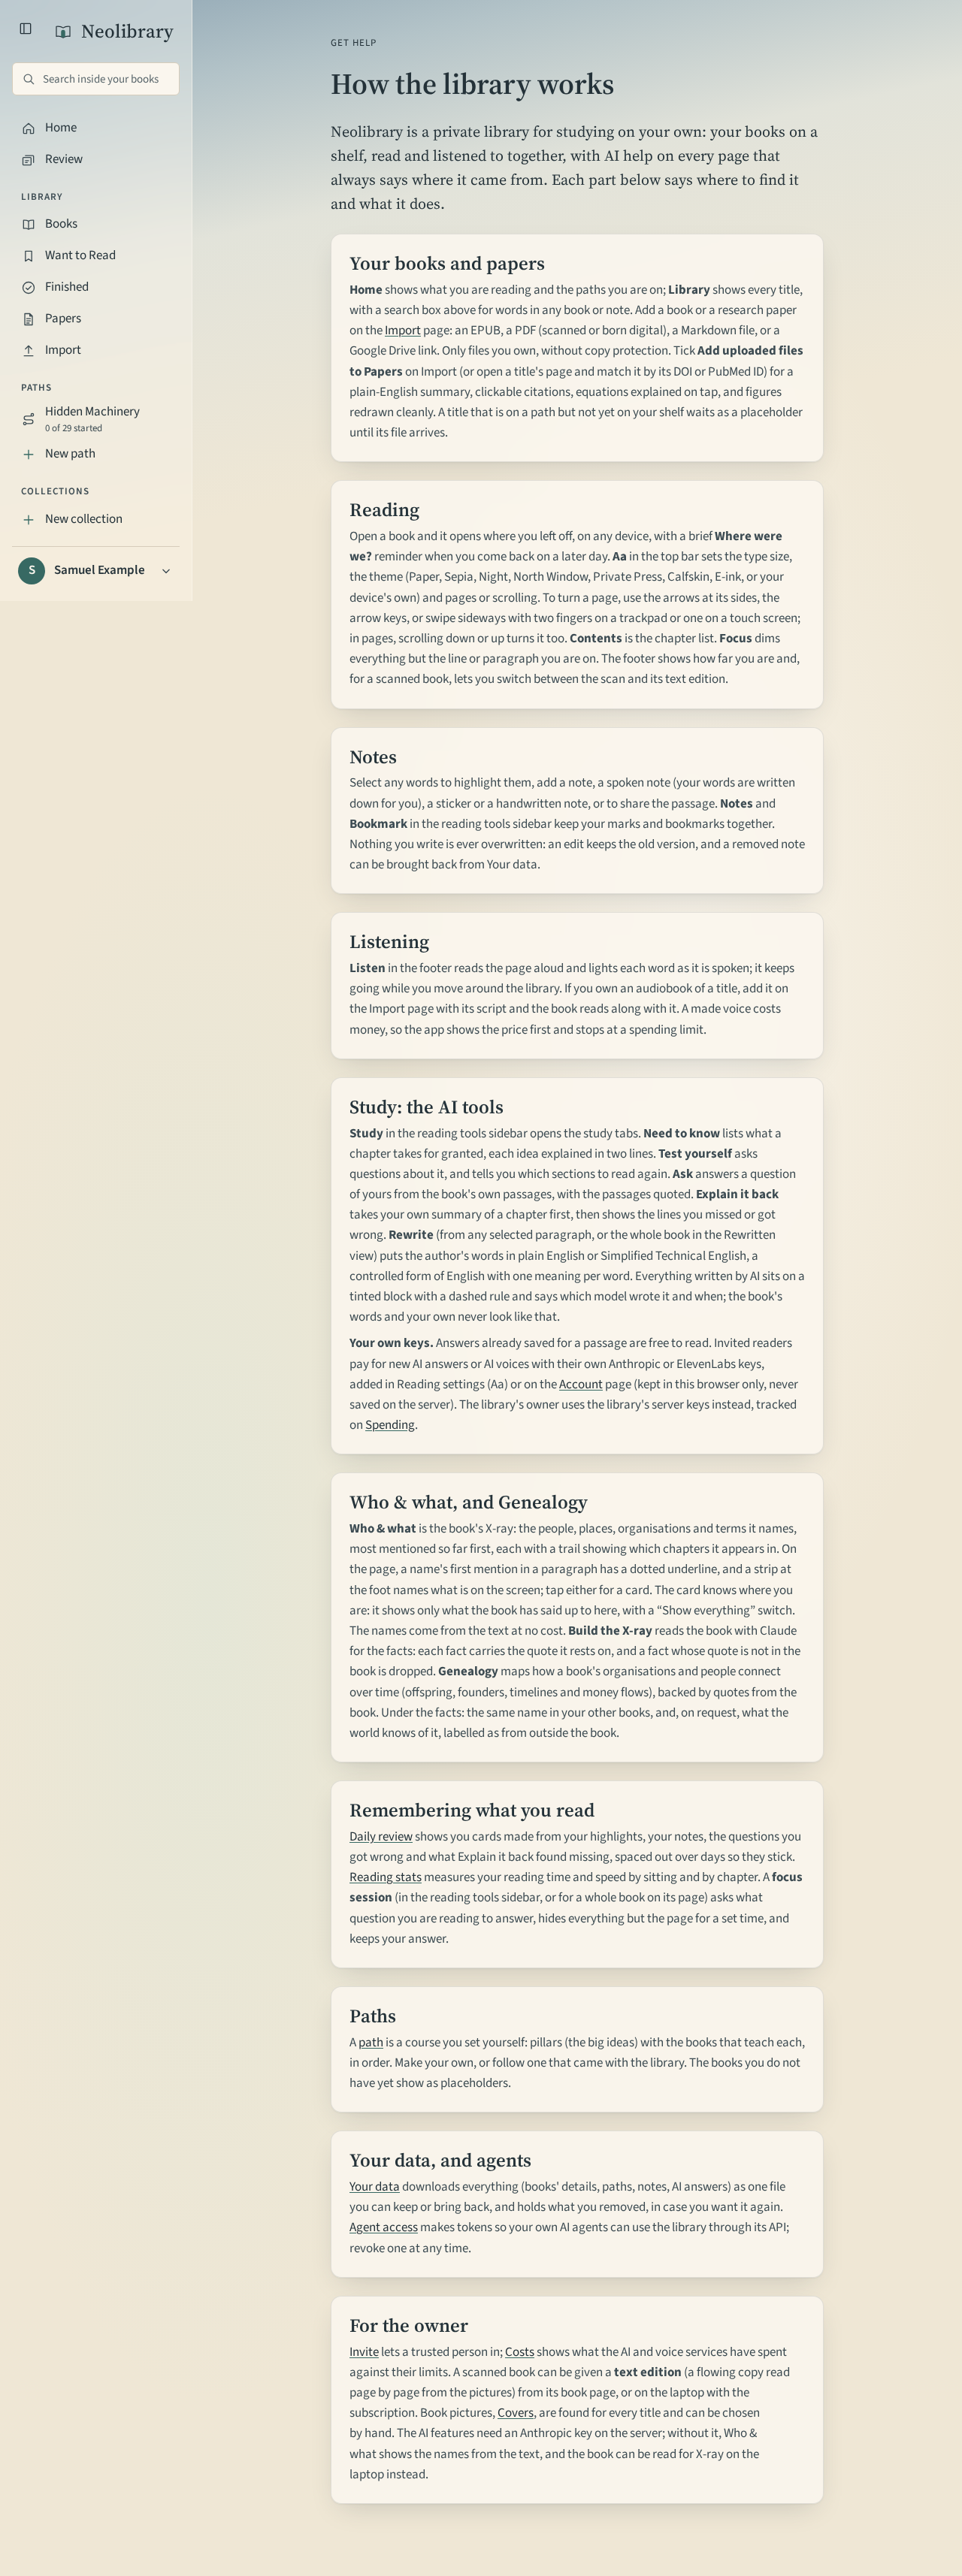 Neolibrary
Search inside your books
Home
Review
LIBRARY
Books
Want to Read
Finished
Papers
Import
PATHS
Hidden Machinery
0 of 29 started
New path
COLLECTIONS
New collection
S
Samuel Example
GET HELP
How the library works
Neolibrary is a private library for studying on your own: your books on a
shelf, read and listened to together, with AI help on every page that
always says where it came from. Each part below says where to find it
and what it does.
Your books and papers
Home shows what you are reading and the paths you are on; Library shows every title,
with a search box above for words in any book or note. Add a book or a research paper
on the Import page: an EPUB, a PDF (scanned or born digital), a Markdown file, or a
Google Drive link. Only files you own, without copy protection. Tick Add uploaded files
to Papers on Import (or open a title's page and match it by its DOI or PubMed ID) for a
plain-English summary, clickable citations, equations explained on tap, and figures
redrawn cleanly. A title that is on a path but not yet on your shelf waits as a placeholder
until its file arrives.
Reading
Open a book and it opens where you left off, on any device, with a brief Where were
we? reminder when you come back on a later day. Aa in the top bar sets the type size,
the theme (Paper, Sepia, Night, North Window, Private Press, Calfskin, E-ink, or your
device's own) and pages or scrolling. To turn a page, use the arrows at its sides, the
arrow keys, or swipe sideways with two fingers on a trackpad or one on a touch screen;
in pages, scrolling down or up turns it too. Contents is the chapter list. Focus dims
everything but the line or paragraph you are on. The footer shows how far you are and,
for a scanned book, lets you switch between the scan and its text edition.
Notes
Select any words to highlight them, add a note, a spoken note (your words are written
down for you), a sticker or a handwritten note, or to share the passage. Notes and
Bookmark in the reading tools sidebar keep your marks and bookmarks together.
Nothing you write is ever overwritten: an edit keeps the old version, and a removed note
can be brought back from Your data.
Listening
Listen in the footer reads the page aloud and lights each word as it is spoken; it keeps
going while you move around the library. If you own an audiobook of a title, add it on
the Import page with its script and the book reads along with it. A made voice costs
money, so the app shows the price first and stops at a spending limit.
Study: the AI tools
Study in the reading tools sidebar opens the study tabs. Need to know lists what a
chapter takes for granted, each idea explained in two lines. Test yourself asks
questions about it, and tells you which sections to read again. Ask answers a question
of yours from the book's own passages, with the passages quoted. Explain it back
takes your own summary of a chapter first, then shows the lines you missed or got
wrong. Rewrite (from any selected paragraph, or the whole book in the Rewritten
view) puts the author's words in plain English or Simplified Technical English, a
controlled form of English with one meaning per word. Everything written by AI sits on a
tinted block with a dashed rule and says which model wrote it and when; the book's
words and your own never look like that.
Your own keys. Answers already saved for a passage are free to read. Invited readers
pay for new AI answers or AI voices with their own Anthropic or ElevenLabs keys,
added in Reading settings (Aa) or on the Account page (kept in this browser only, never
saved on the server). The library's owner uses the library's server keys instead, tracked
on Spending.
Who & what, and Genealogy
Who & what is the book's X-ray: the people, places, organisations and terms it names,
most mentioned so far first, each with a trail showing which chapters it appears in. On
the page, a name's first mention in a paragraph has a dotted underline, and a strip at
the foot names what is on the screen; tap either for a card. The card knows where you
are: it shows only what the book has said up to here, with a “Show everything” switch.
The names come from the text at no cost. Build the X-ray reads the book with Claude
for the facts: each fact carries the quote it rests on, and a fact whose quote is not in the
book is dropped. Genealogy maps how a book's organisations and people connect
over time (offspring, founders, timelines and money flows), backed by quotes from the
book. Under the facts: the same name in your other books, and, on request, what the
world knows of it, labelled as from outside the book.
Remembering what you read
Daily review shows you cards made from your highlights, your notes, the questions you
got wrong and what Explain it back found missing, spaced out over days so they stick.
Reading stats measures your reading time and speed by sitting and by chapter. A focus
session (in the reading tools sidebar, or for a whole book on its page) asks what
question you are reading to answer, hides everything but the page for a set time, and
keeps your answer.
Paths
A path is a course you set yourself: pillars (the big ideas) with the books that teach each,
in order. Make your own, or follow one that came with the library. The books you do not
have yet show as placeholders.
Your data, and agents
Your data downloads everything (books' details, paths, notes, AI answers) as one file
you can keep or bring back, and holds what you removed, in case you want it again.
Agent access makes tokens so your own AI agents can use the library through its API;
revoke one at any time.
For the owner
Invite lets a trusted person in; Costs shows what the AI and voice services have spent
against their limits. A scanned book can be given a text edition (a flowing copy read
page by page from the pictures) from its book page, or on the laptop with the
subscription. Book pictures, Covers, are found for every title and can be chosen
by hand. The AI features need an Anthropic key on the server; without it, Who &
what shows the names from the text, and the book can be read for X-ray on the
laptop instead.